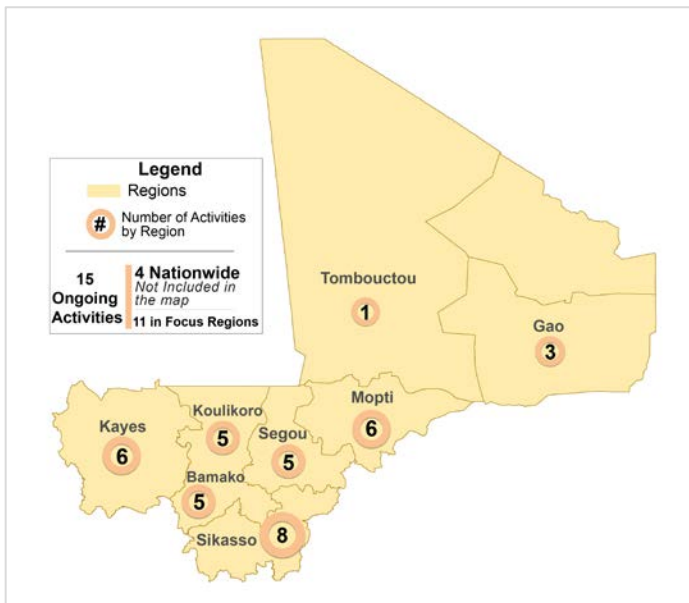 Legend
Regions
#
Number of Activities
by Region
15
Ongoing
Activities
4 Nationwide
Not Included in
the map
11 in Focus Regions
Tombouctou
1
Gao
3
Mopti
6
Koulikoro
5
Kayes
6
Segou
5
Bamako
5
Sikasso
8